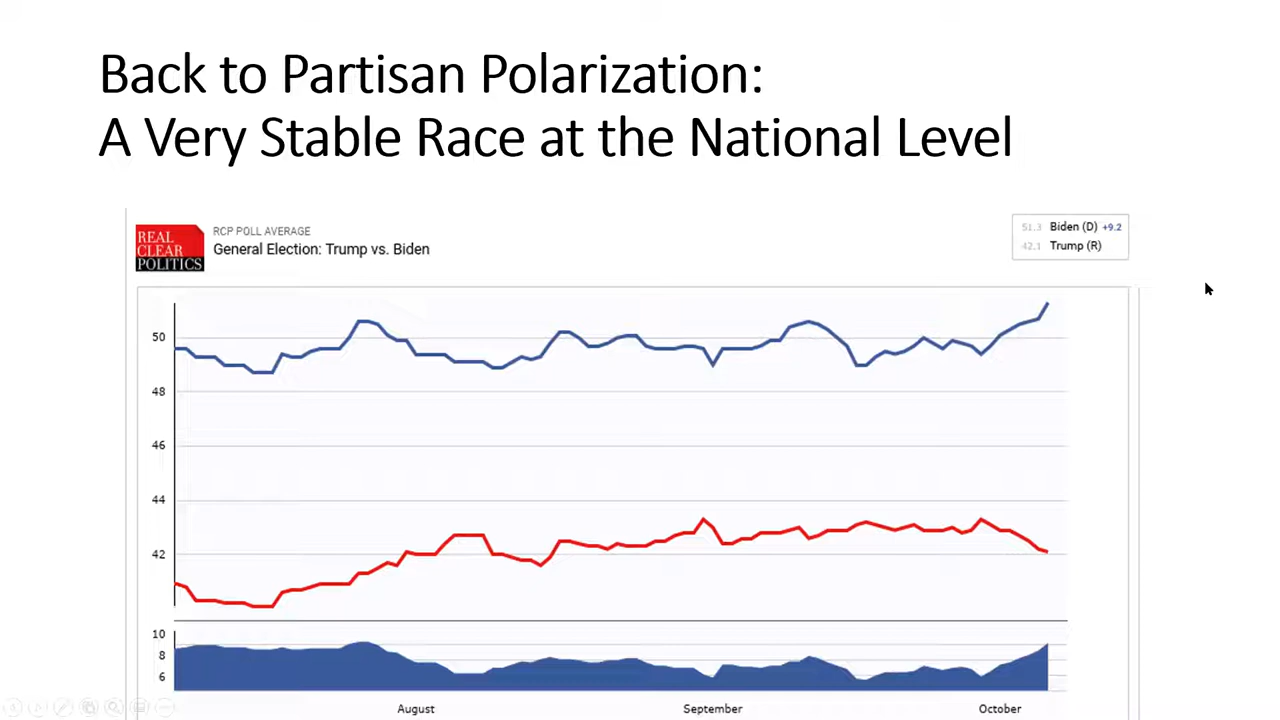 Back to Partisan Polarization:
A Very Stable Race at the National Level
REAL
CLEAR
POLITICS
RCP POLL AVERAGE
General Election: Trump vs. Biden
51.3 Biden (D) +9.2
42.1 Trump (R)
50
48
46
44
42
10
8
6
August September October